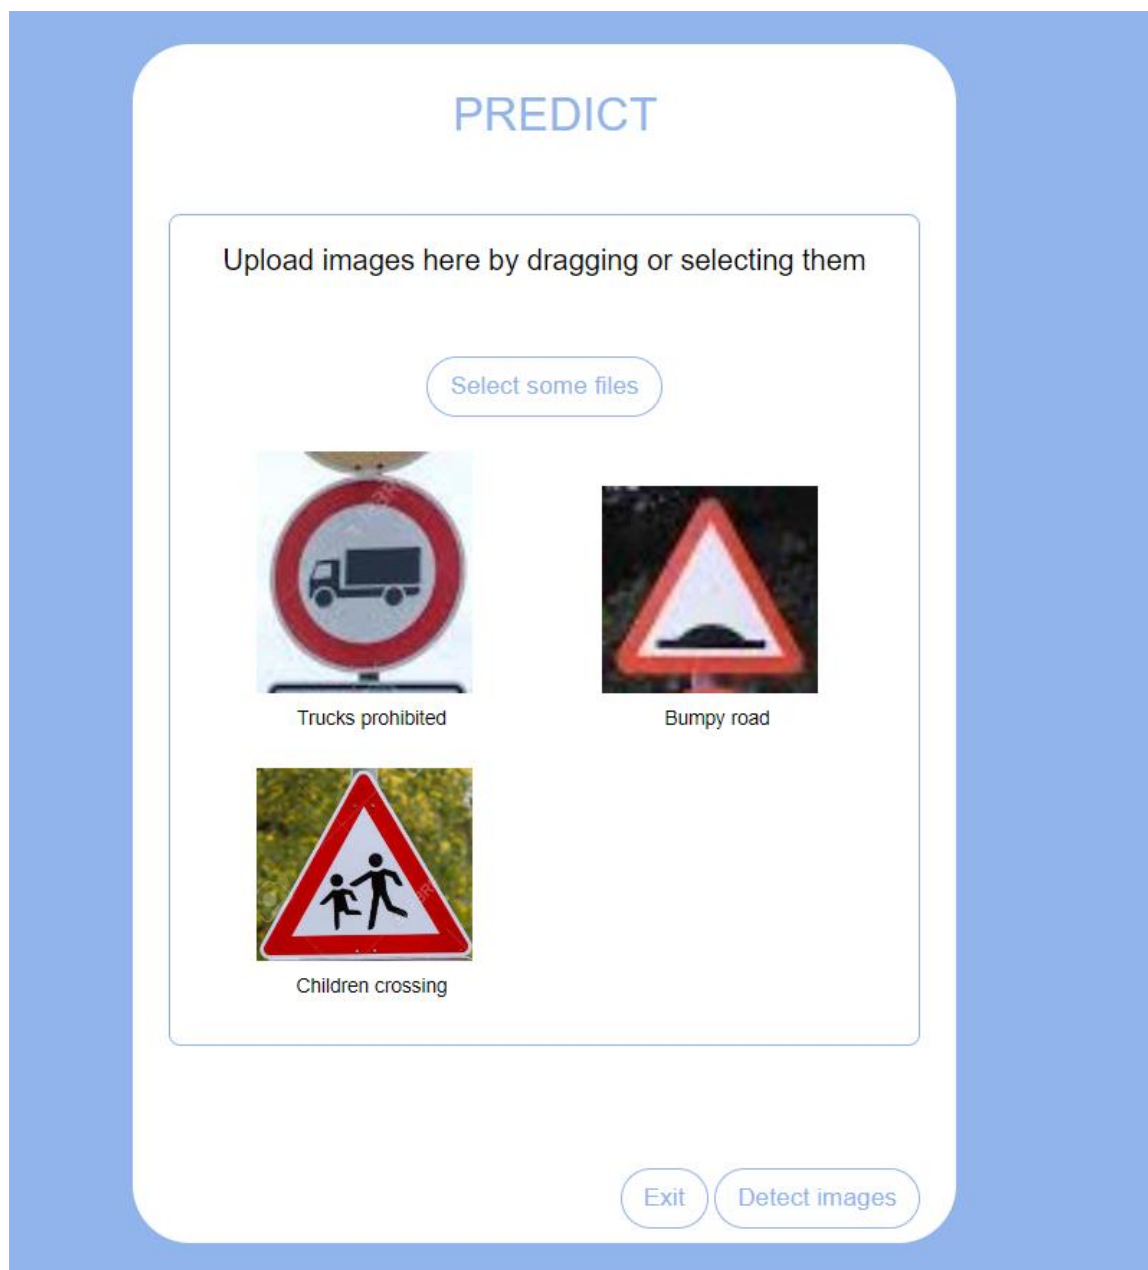 PREDICT
Upload images here by dragging or selecting them
Select some files
Trucks prohibited
Bumpy road
Children crossing
Exit
Detect images